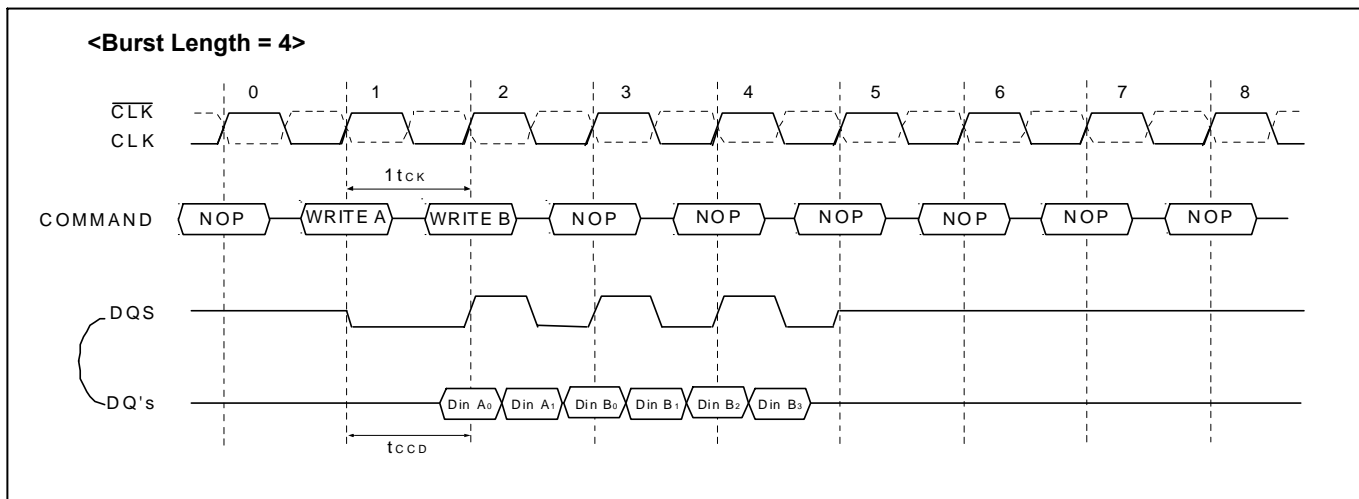 <Burst Length = 4>
0 1 2 3 4 5 6 7 8
CLK
CLK
1tCK
COMMAND NOP WRITE A WRITE B NOP NOP NOP NOP NOP NOP
DQS
DQ's Din A0 Din A1 Din B0 Din B1 Din B2 Din B3
tCCD